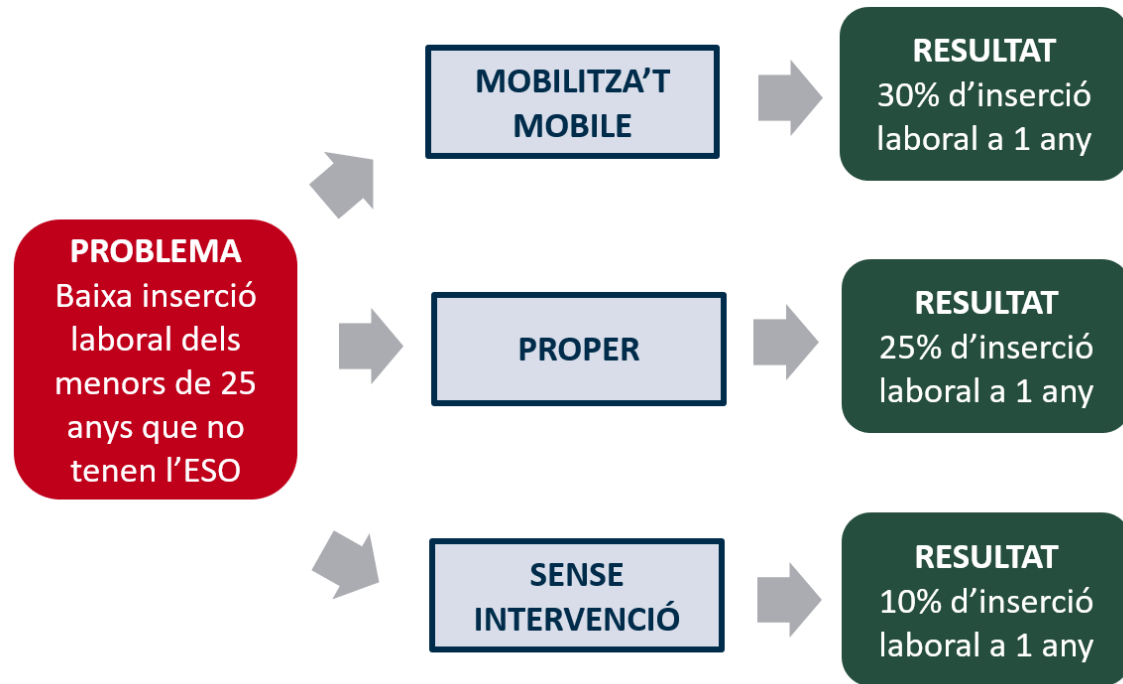 PROBLEMA
Baixa inserció
laboral dels
menors de 25
anys que no
tenen l’ESO
MOBILITZA’T
MOBILE
RESULTAT
30% d’inserció
laboral a 1 any
PROPER
RESULTAT
25% d’inserció
laboral a 1 any
SENSE
INTERVENCIÓ
RESULTAT
10% d’inserció
laboral a 1 any